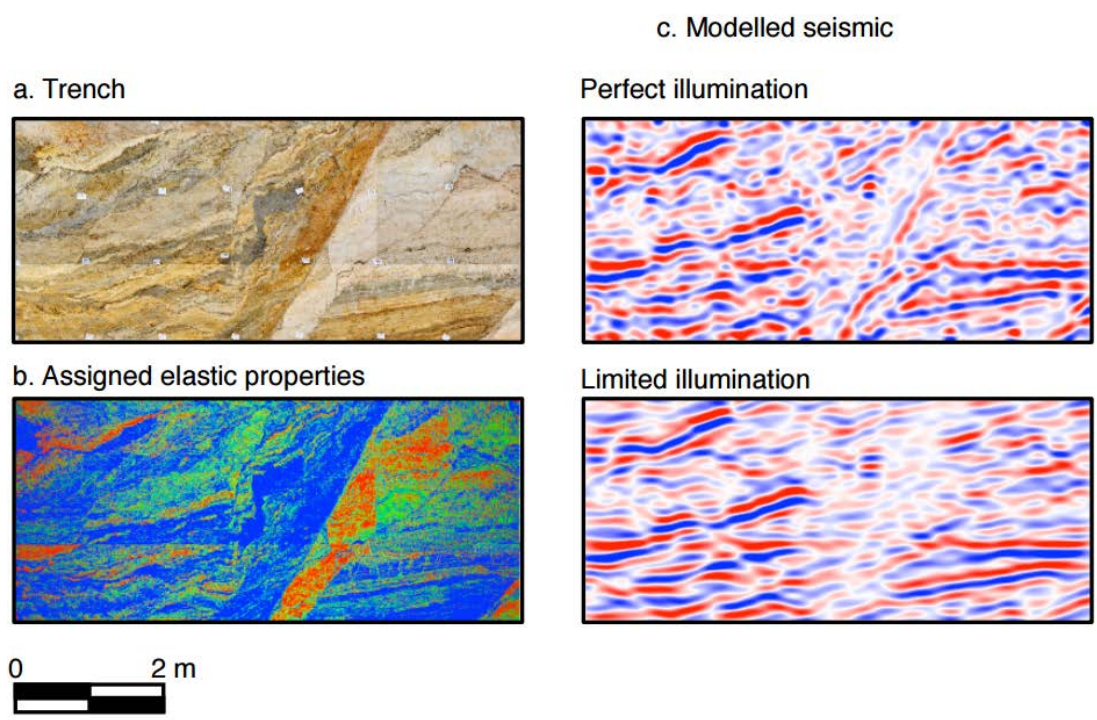 c. Modelled seismic
a. Trench
Perfect illumination
b. Assigned elastic properties
Limited illumination
0 2 m